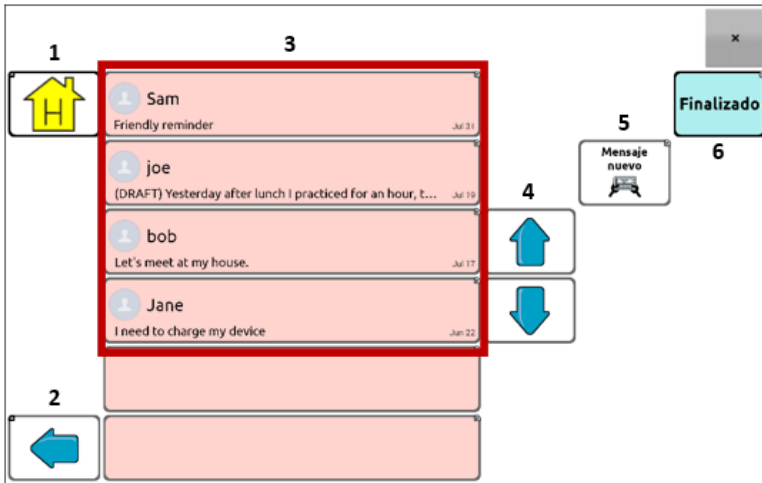 ×
1
3
H
Sam
Friendly reminder
Jul 31
Finalizado
5
6
joe
(DRAFT) Yesterday after lunch I practiced for an hour, t...
Jul 19
Mensaje
nuevo
4
bob
Let's meet at my house.
Jul 17
Jane
I need to charge my device
Jun 22
2